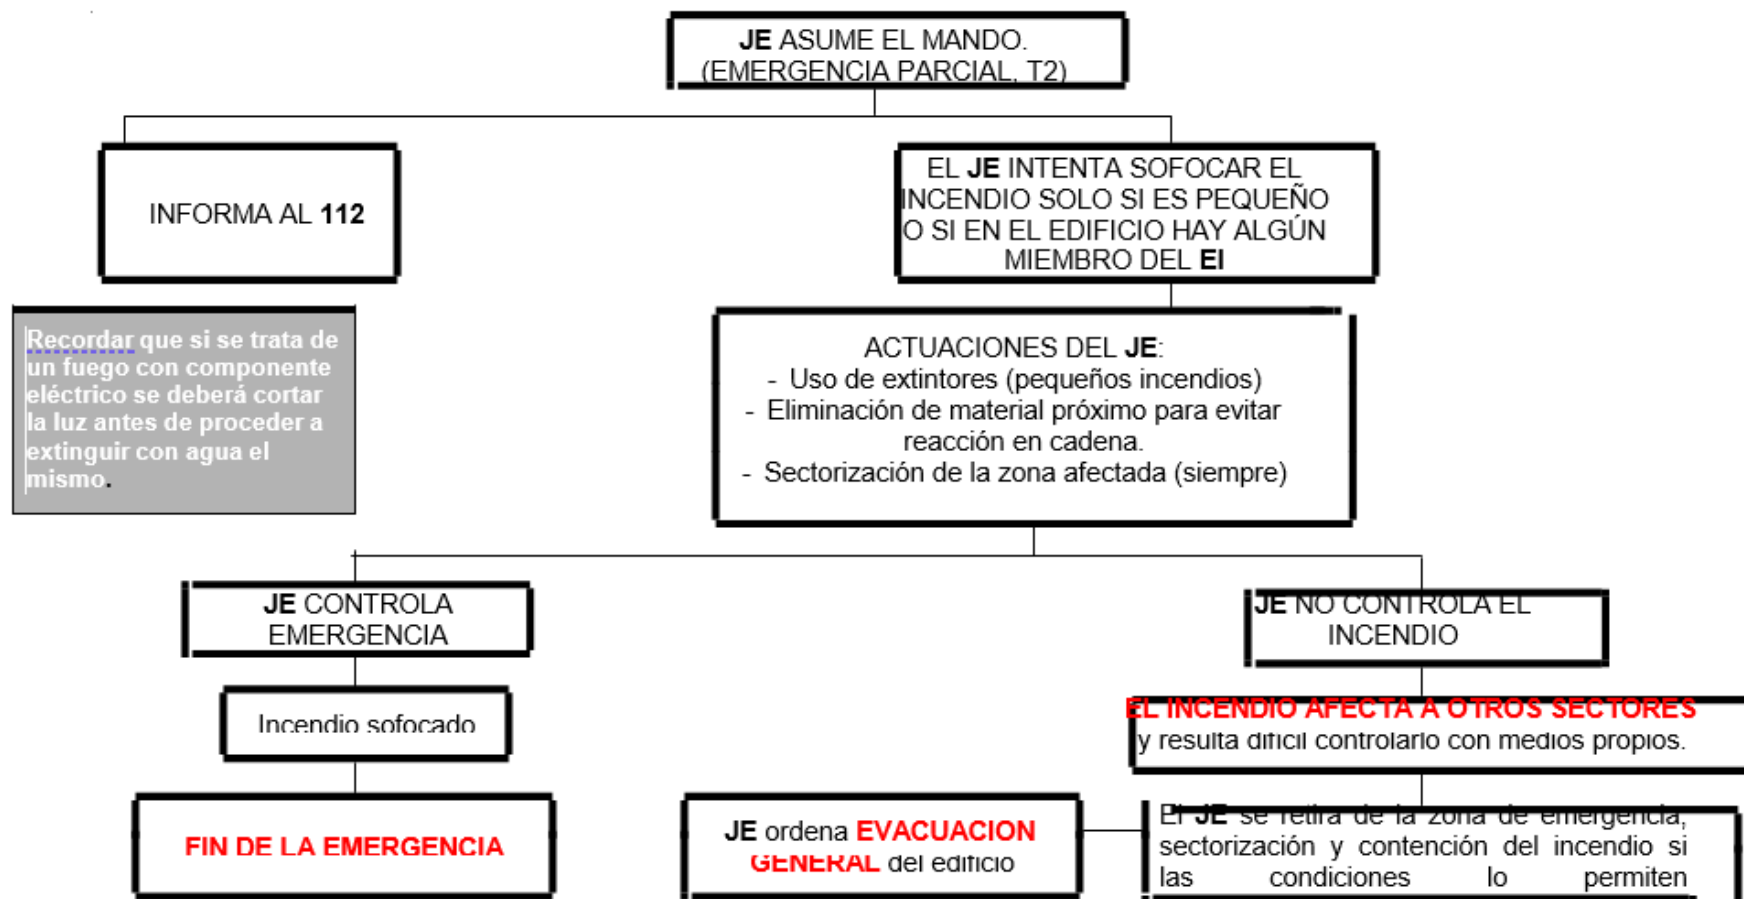 JE ASUME EL MANDO.
(EMERGENCIA PARCIAL, T2)
INFORMA AL 112
EL JE INTENTA SOFOCAR EL
INCENDIO SOLO SI ES PEQUEÑO
O SI EN EL EDIFICIO HAY ALGÚN
MIEMBRO DEL EI
Recordar que si se trata de
un fuego con componente
eléctrico se deberá cortar
la luz antes de proceder a
extinguir con agua el
mismo.
ACTUACIONES DEL JE:
- Uso de extintores (pequeños incendios)
- Eliminación de material próximo para evitar
reacción en cadena.
- Sectorización de la zona afectada (siempre)
JE CONTROLA
EMERGENCIA
JE NO CONTROLA EL
INCENDIO
Incendio sofocado
EL INCENDIO AFECTA A OTROS SECTORES
y resulta difícil controlarlo con medios propios.
FIN DE LA EMERGENCIA
JE ordena EVACUACION
GENERAL del edificio
El JE se retira de la zona de emergencia,
sectorización y contención del incendio si
las condiciones lo permiten